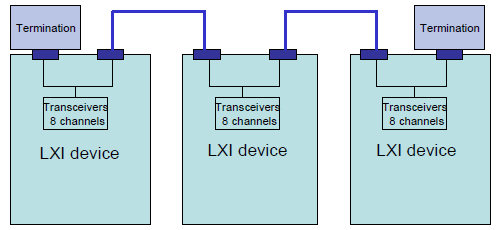 Termination
Termination
Transceivers
8 channels
LXI device
Transceivers
8 channels
LXI device
Transceivers
8 channels
LXI device